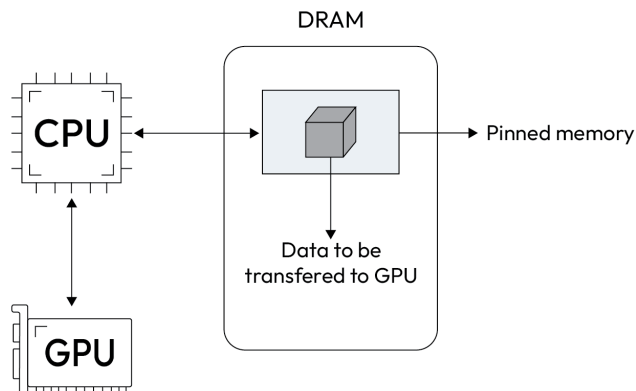 DRAM
CPU
Pinned memory
Data to be
transfered to GPU
GPU